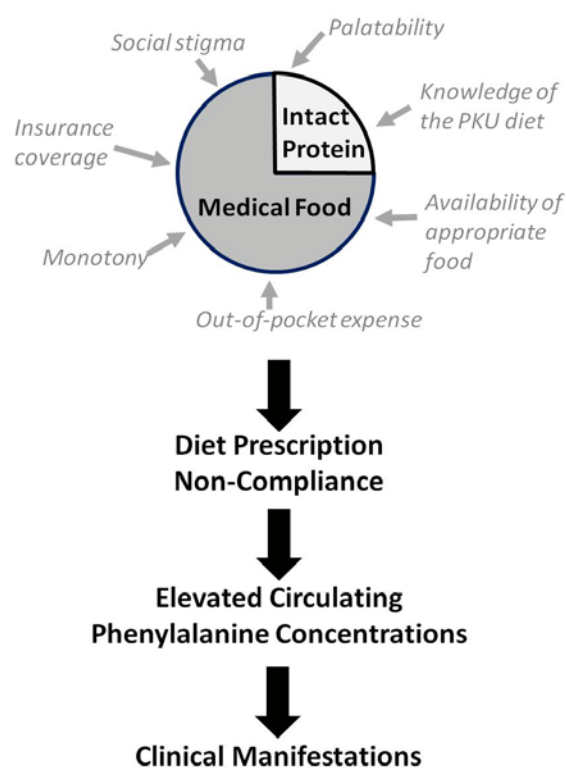 Social stigma
Palatability
Insurance
coverage
Intact
Protein
Knowledge of
the PKU diet
Medical Food
Availability of
appropriate
food
Monotony
Out-of-pocket expense
Diet Prescription
Non-Compliance
Elevated Circulating
Phenylalanine Concentrations
Clinical Manifestations